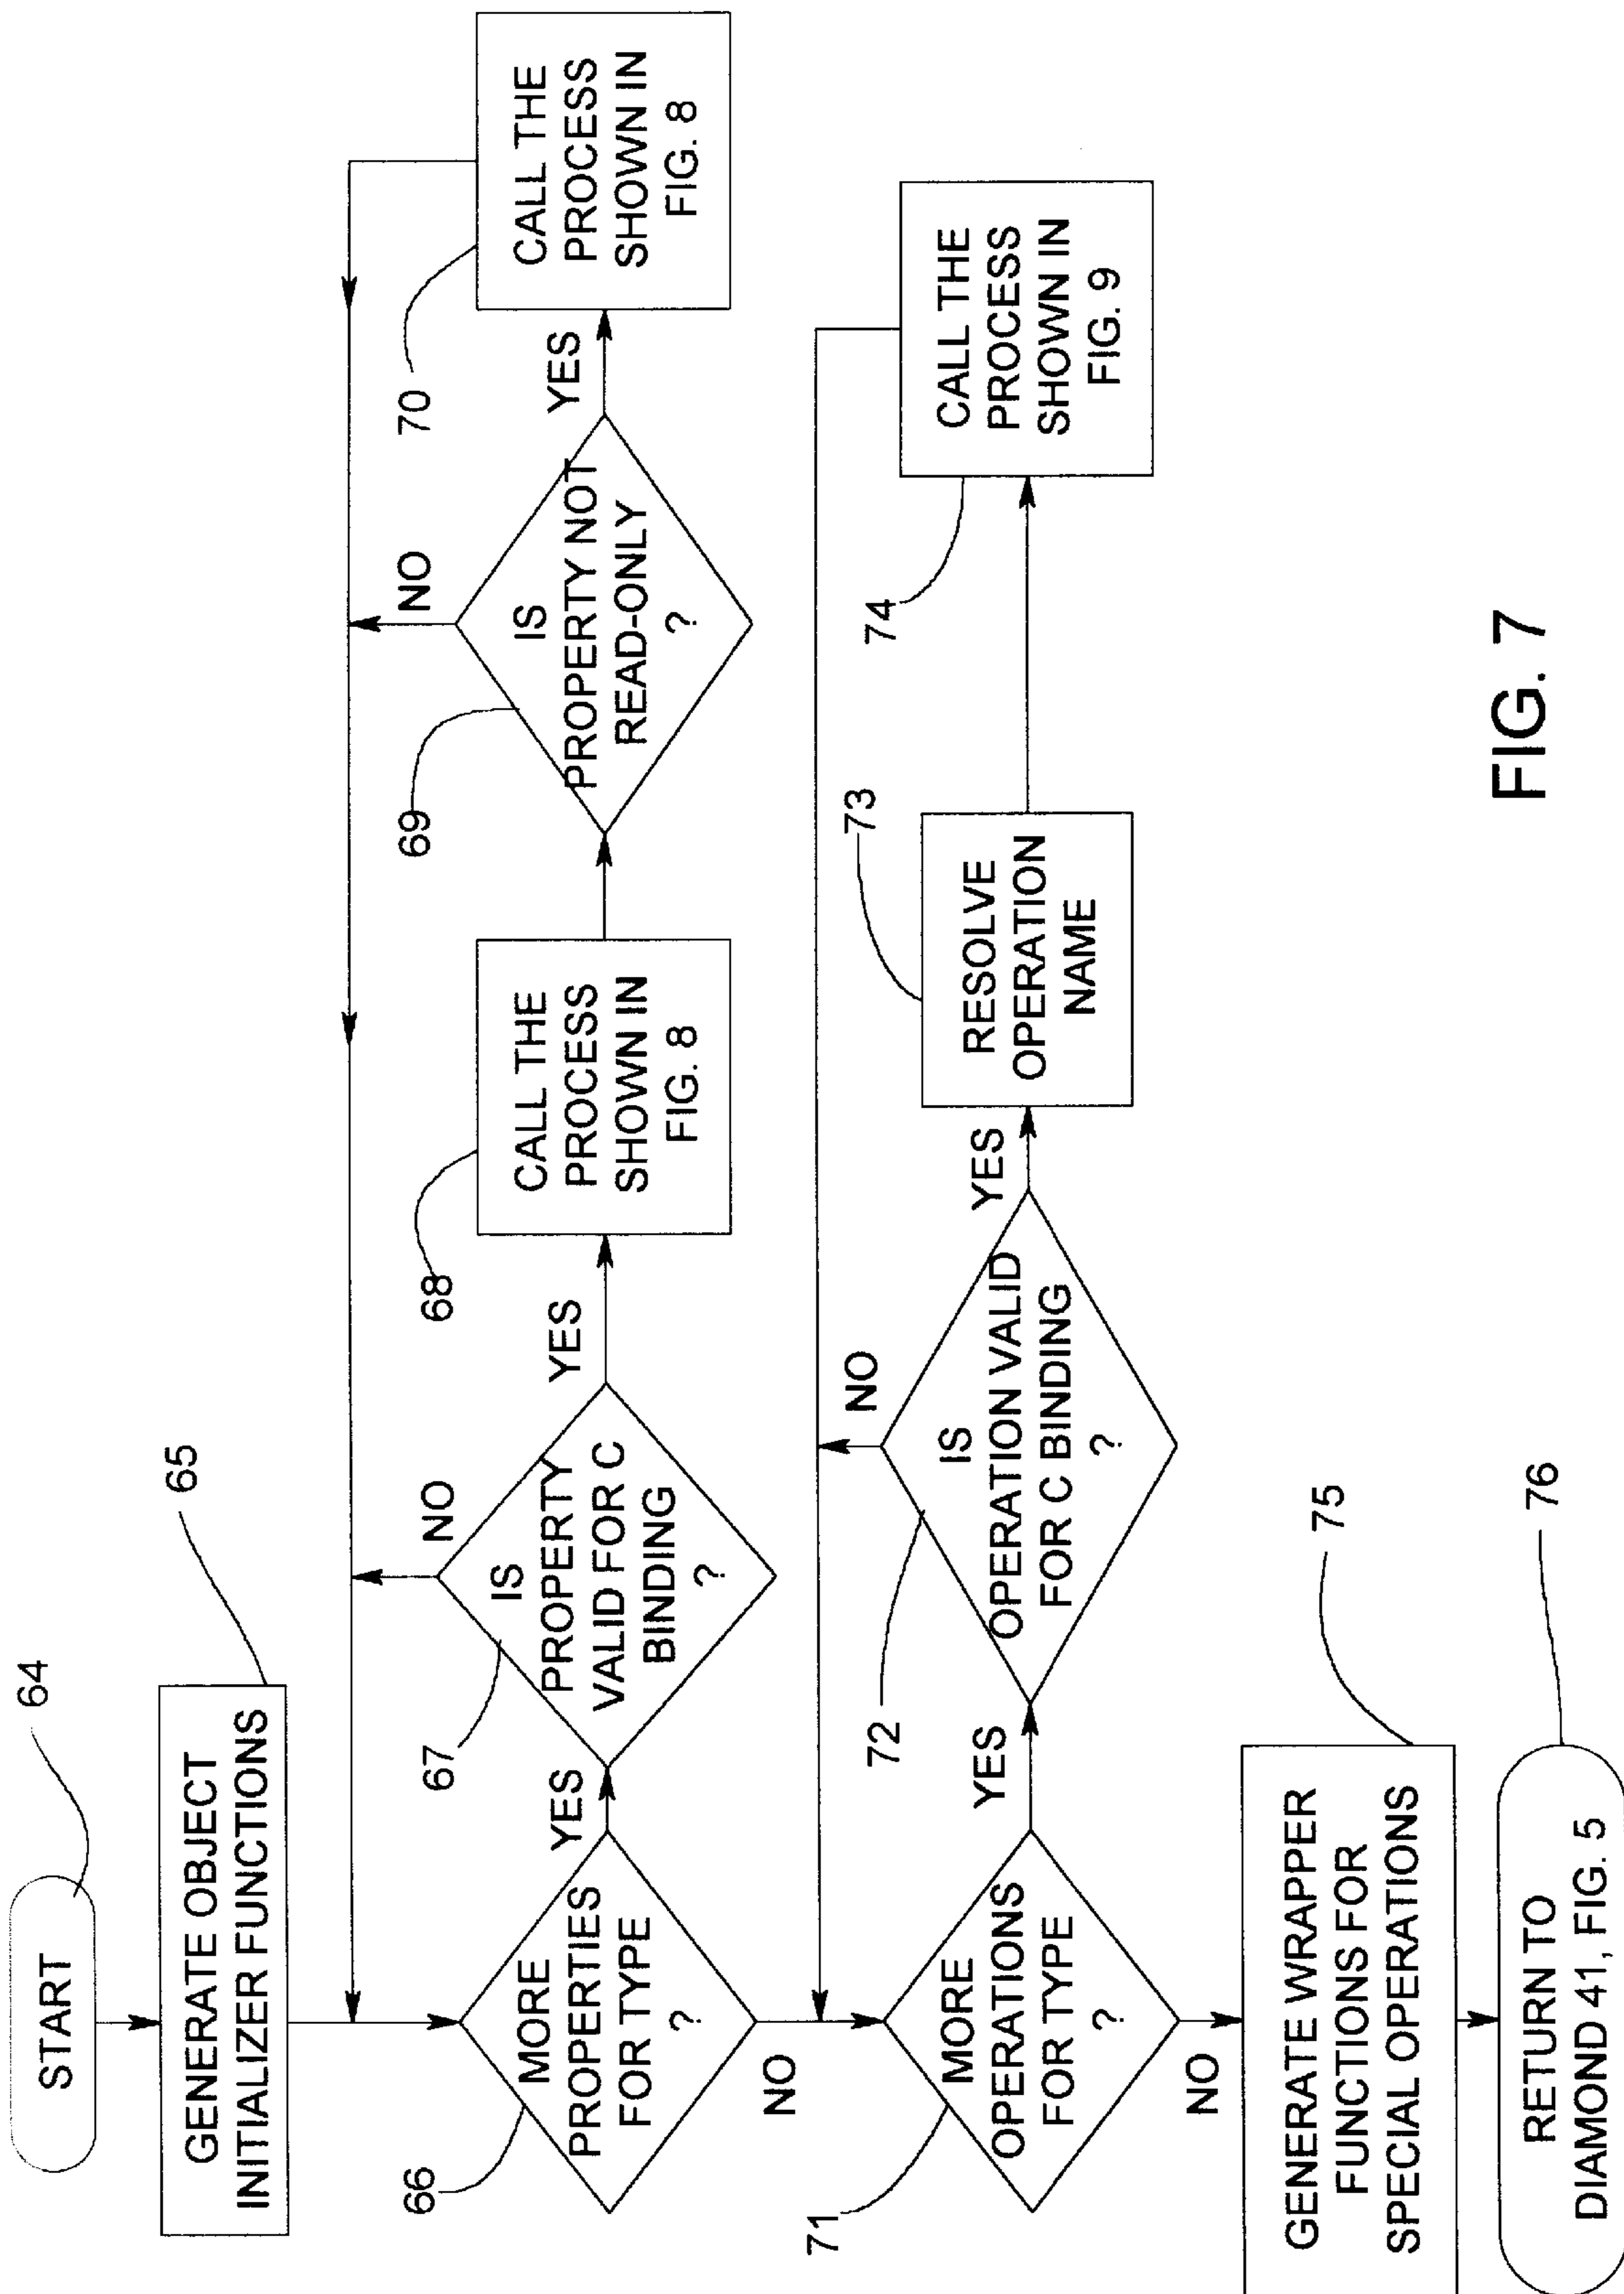 START
64
GENERATE OBJECT
INITIALIZER FUNCTIONS
65
66
MORE
PROPERTIES
FOR TYPE
?
YES
NO
67
IS
PROPERTY
VALID FOR C
BINDING
?
NO
YES
68
CALL THE
PROCESS
SHOWN IN
FIG. 8
69
IS
PROPERTY NOT
READ-ONLY
?
NO
YES
70
CALL THE
PROCESS
SHOWN IN
FIG. 8
71
MORE
OPERATIONS
FOR TYPE
?
YES
NO
72
IS
OPERATION VALID
FOR C BINDING
?
NO
YES
73
RESOLVE
OPERATION
NAME
74
CALL THE
PROCESS
SHOWN IN
FIG. 9
GENERATE WRAPPER
FUNCTIONS FOR
SPECIAL OPERATIONS
75
RETURN TO
DIAMOND 41, FIG. 5
76
FIG. 7